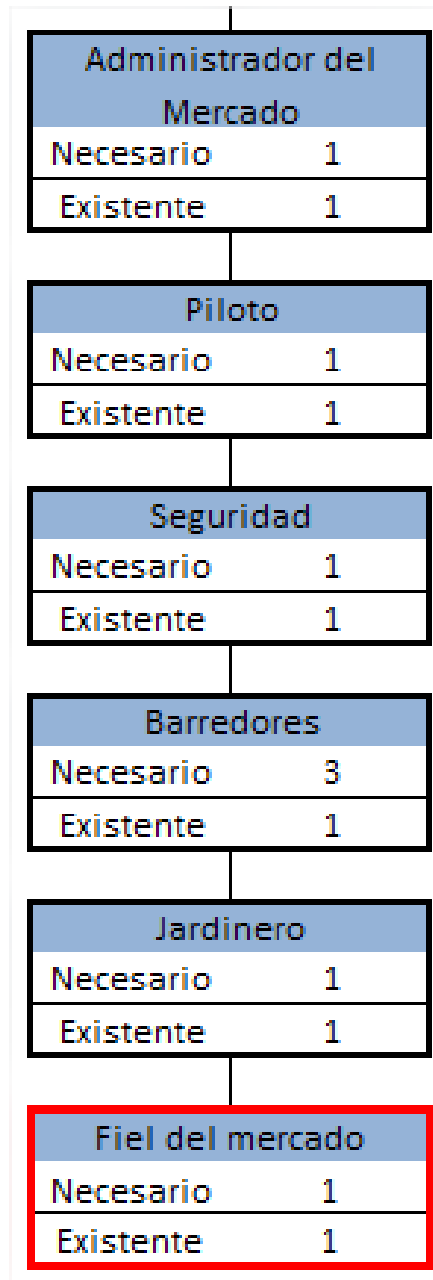 Administrador del
Mercado
Necesario 1
Existente 1
Piloto
Necesario 1
Existente 1
Seguridad
Necesario 1
Existente 1
Barredores
Necesario 3
Existente 1
Jardinero
Necesario 1
Existente 1
Fiel del mercado
Necesario 1
Existente 1